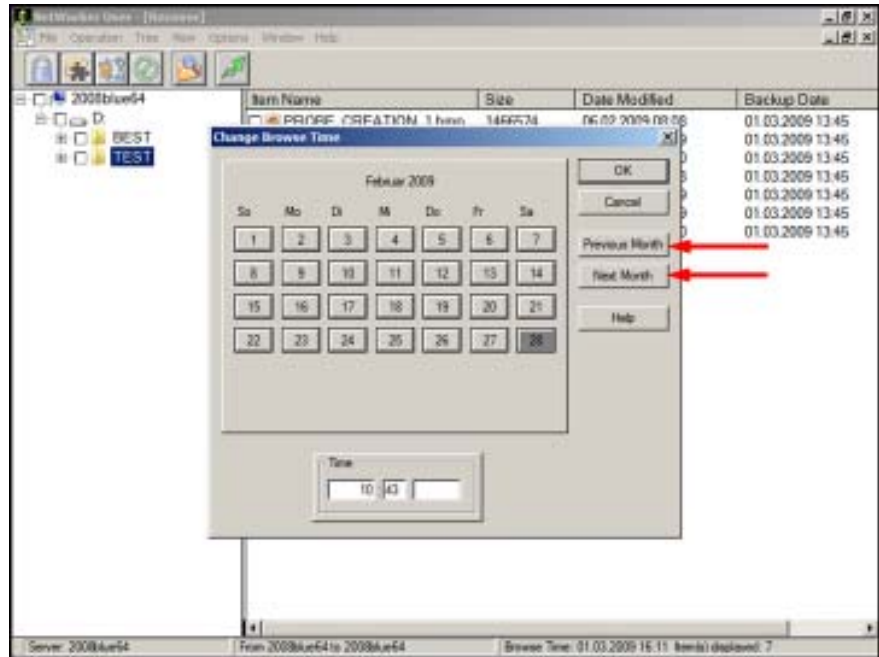 NetWorker User - [Recover]
File Operation Tree View Options Window Help
2008blue64
D:
BEST
TEST
Item Name Size Date Modified Backup Date
PROBE_CREATION_1.bmp 1466574 06.02.2009 08:08 01.03.2009 13:45
01.03.2009 13:45
01.03.2009 13:45
01.03.2009 13:45
01.03.2009 13:45
01.03.2009 13:45
01.03.2009 13:45
Change Browse Time
Februar 2009
So Mo Di Mi Do Fr Sa
1 2 3 4 5 6 7
8 9 10 11 12 13 14
15 16 17 18 19 20 21
22 23 24 25 26 27 28
OK
Cancel
Previous Month
Next Month
Help
Time
10 : 43
Server: 2008blue64 From 2008blue64 to 2008blue64 Browse Time: 01.03.2009 16:11 Item(s) displayed: 7